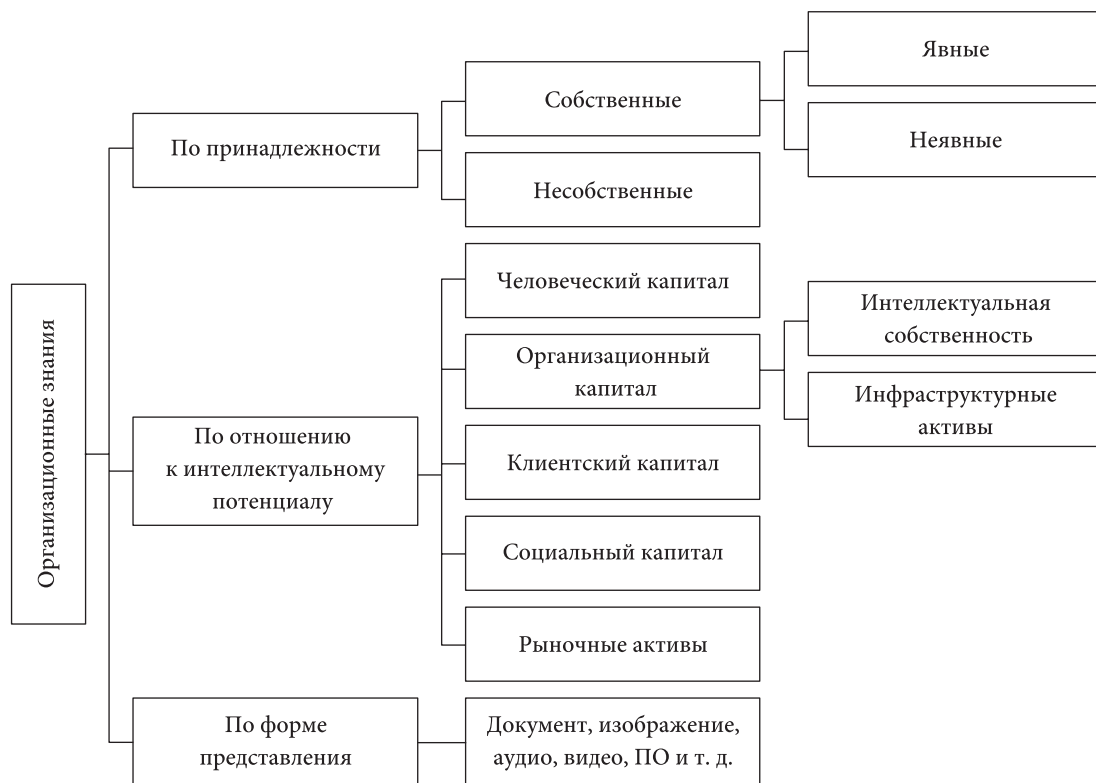 Организационные знания
По принадлежности
Собственные
Явные
Неявные
Несобственные
По отношению
к интеллектуальному
потенциалу
Человеческий капитал
Организационный
капитал
Интеллектуальная
собственность
Инфраструктурные
активы
Клиентский капитал
Социальный капитал
Рыночные активы
По форме
представления
Документ, изображение,
аудио, видео, ПО и т. д.